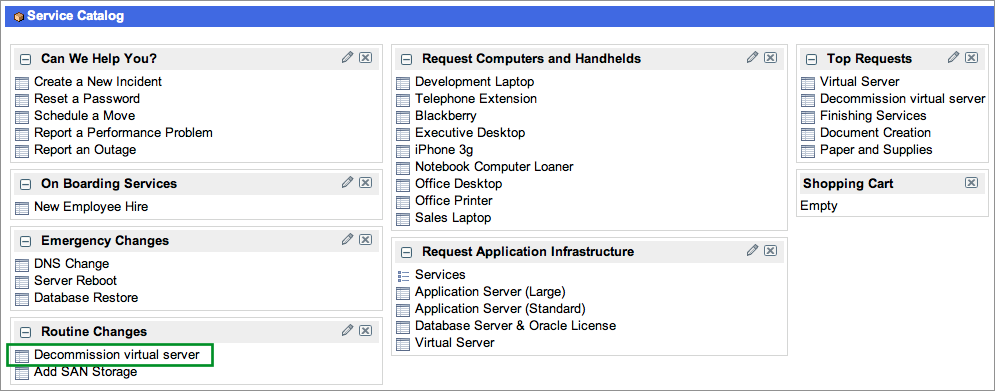 Service Catalog
Can We Help You?
Create a New Incident
Reset a Password
Schedule a Move
Report a Performance Problem
Report an Outage
On Boarding Services
New Employee Hire
Emergency Changes
DNS Change
Server Reboot
Database Restore
Routine Changes
Decommission virtual server
Add SAN Storage
Request Computers and Handhelds
Development Laptop
Telephone Extension
Blackberry
Executive Desktop
iPhone 3g
Notebook Computer Loaner
Office Desktop
Office Printer
Sales Laptop
Request Application Infrastructure
Services
Application Server (Large)
Application Server (Standard)
Database Server & Oracle License
Virtual Server
Top Requests
Virtual Server
Decommission virtual server
Finishing Services
Document Creation
Paper and Supplies
Shopping Cart
Empty